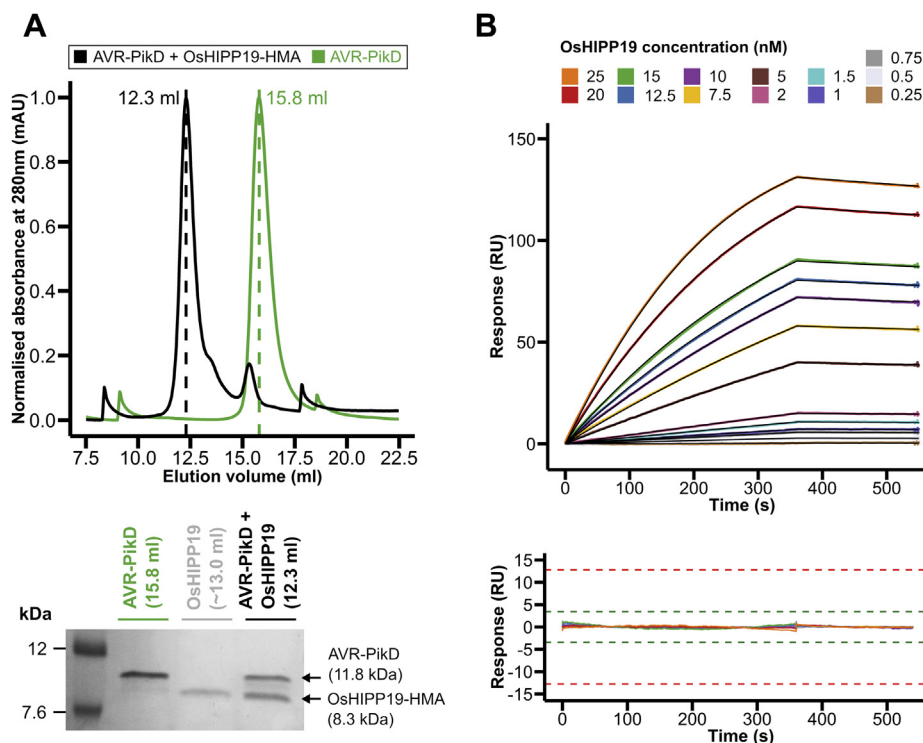 A
AVR-PikD + OsHIPP19-HMA AVR-PikD
12.3 ml 15.8 ml
Normalised absorbance at 280nm (mAU)
1.0
0.8
0.6
0.4
0.2
0.0
7.5 10.0 12.5 15.0 17.5 20.0 22.5
Elution volume (ml)
AVR-PikD
(15.8 ml)
OsHIPP19
(~13.0 ml)
AVR-PikD +
OsHIPP19
(12.3 ml)
kDa
12
7.6
AVR-PikD
(11.8 kDa)
OsHIPP19-HMA
(8.3 kDa)
B
OsHIPP19 concentration (nM)
0.75
25 15 10 5 1.5 0.5
20 12.5 7.5 2 1 0.25
Response (RU)
150
100
50
0
0 100 200 300 400 500
Time (s)
Response (RU)
15
10
5
0
-5
-10
-15
0 100 200 300 400 500
Time (s)